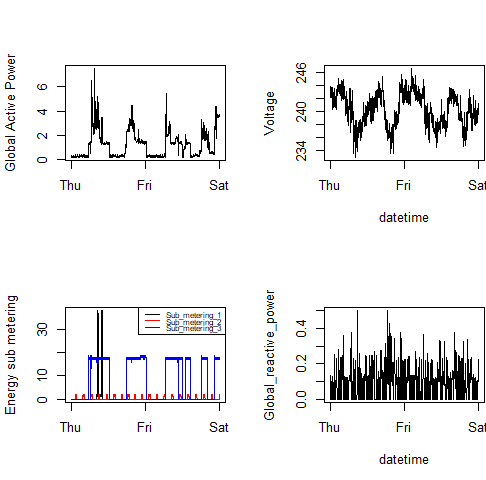 Global Active Power
0 2 4 6
Thu Fri Sat
Voltage
234 240 246
Thu Fri Sat
datetime
Energy sub metering
0 10 30
Thu Fri Sat
Sub_metering_1
Sub_metering_2
Sub_metering_3
Global_reactive_power
0.0 0.2 0.4
Thu Fri Sat
datetime